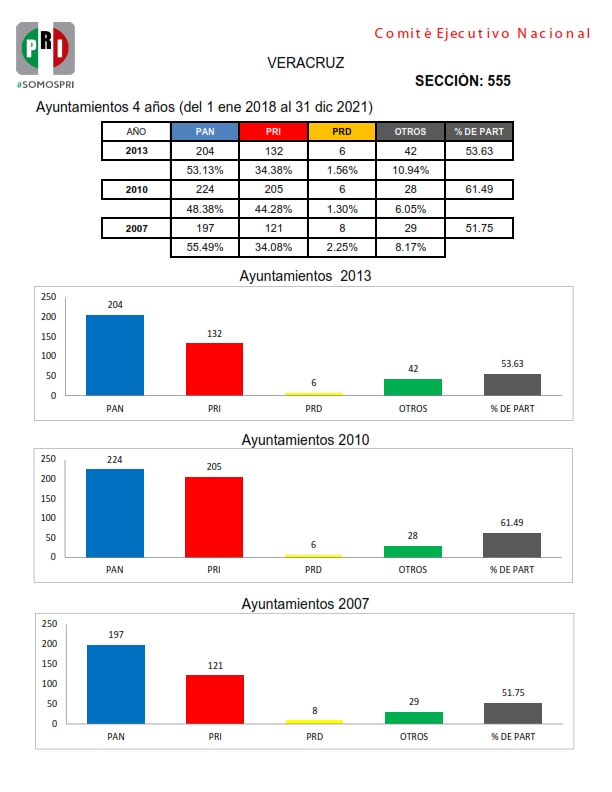 Comité Ejecutivo Nacional
PRI
#SOMOSPRI
VERACRUZ
SECCIÓN: 555
Ayuntamientos 4 años (del 1 ene 2018 al 31 dic 2021)
AÑO PAN PRI PRD OTROS % DE PART
2013 204 132 6 42 53.63
53.13% 34.38% 1.56% 10.94%
2010 224 205 6 28 61.49
48.38% 44.28% 1.30% 6.05%
2007 197 121 8 29 51.75
55.49% 34.08% 2.25% 8.17%
Ayuntamientos 2013
250
200
150
100
50
0
204 132 6 42 53.63
PAN PRI PRD OTROS % DE PART
Ayuntamientos 2010
250
200
150
100
50
0
224 205 6 28 61.49
PAN PRI PRD OTROS % DE PART
Ayuntamientos 2007
250
200
150
100
50
0
197 121 8 29 51.75
PAN PRI PRD OTROS % DE PART